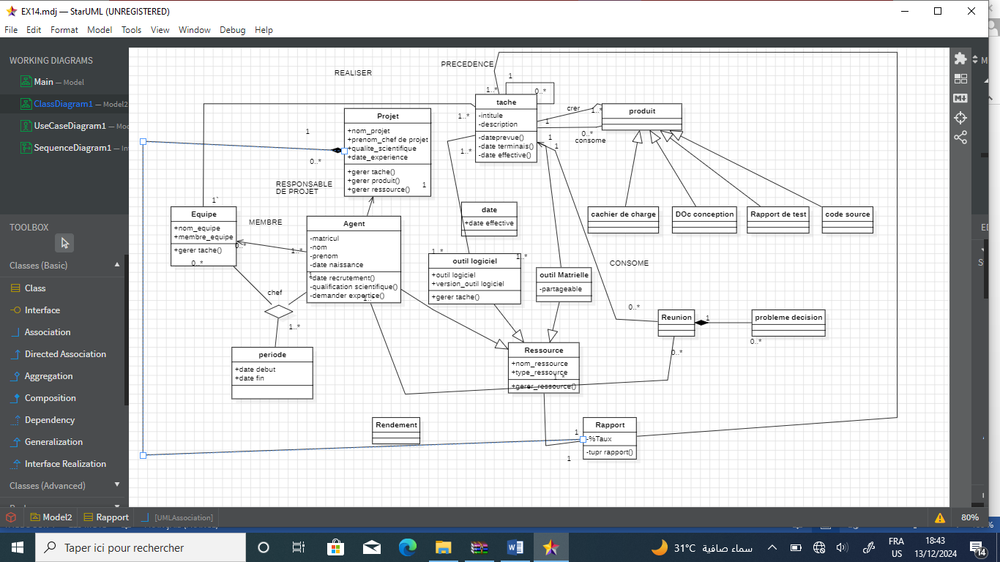 EX14.mdj — StarUML (UNREGISTERED)
File Edit Format Model Tools View Window Debug Help
WORKING DIAGRAMS
Main — Model
ClassDiagram1 — Model2
UseCaseDiagram1 — Mod
SequenceDiagram1 — In
TOOLBOX
Classes (Basic)
Class
Interface
Association
Directed Association
Aggregation
Composition
Dependency
Generalization
Interface Realization
Classes (Advanced)
REALISER
PRECEDENCE
1
1..*
0..*
tache
-intitule
-description
-dateprevue()
-date terminais()
-date effective()
1..*
1..*
crer
1
1..*
0..*
consome
1
1
produit
Projet
+nom_projet
+prenom_chef de projet
+qualite_scientifique
+date_experience
+gerer tache()
+gerer produit()
+gerer ressource()
1
1
0..*
RESPONSABLE
DE PROJET
1`
Equipe
+nom_equipe
+membre_equipe
+gerer tache()
0..*
MEMBRE
0..*
1..*
Agent
-matricul
-nom
-prenom
-date naissance
-date recrutement()
-qualification scientifique()
-demander expertice()
1
1..
date
+date effective
cachier de charge
DOc conception
Rapport de test
code source
1..*
1..*
outil logiciel
+outil logiciel
+version_outil logiciel
+gerer tache()
outil Matrielle
-partageable
CONSOME
0..*
Reunion
1
probleme decision
0..*
0..*
chef
1..*
periode
+date debut
+date fin
Ressource
+nom_ressource
+type_ressource
1..*
+gerer_ressource()
Rendement
1
Rapport
-%Taux
-tupr rapport()
1
Model2 Rapport [UMLAssociation]
80%
Taper ici pour rechercher
31°C سماء صافية
FRA
US
18:43
13/12/2024
14